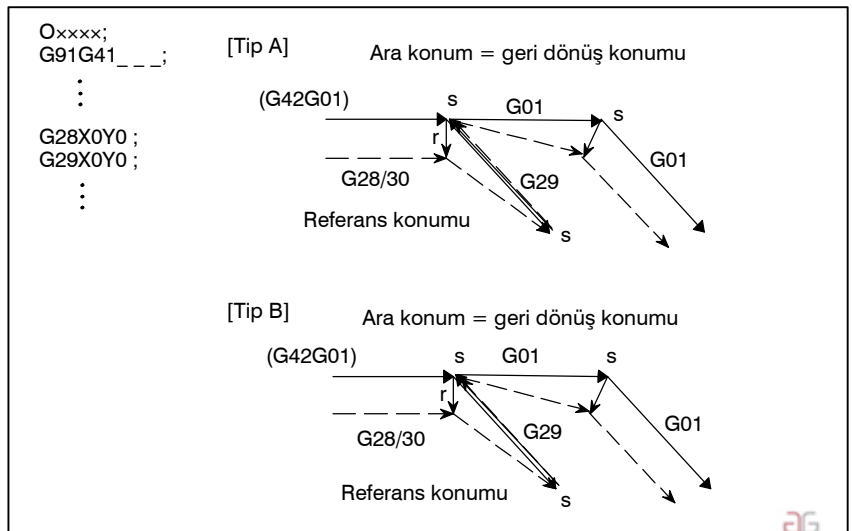 O××××;
G91G41_ _ _;
G28X0Y0 ;
G29X0Y0 ;
[Tip A]
Ara konum = geri dönüş konumu
(G42G01)
s
G01
s
r
G01
G28/30
G29
Referans konumu
s
[Tip B]
Ara konum = geri dönüş konumu
(G42G01)
s
G01
s
r
G01
G28/30
G29
Referans konumu
s